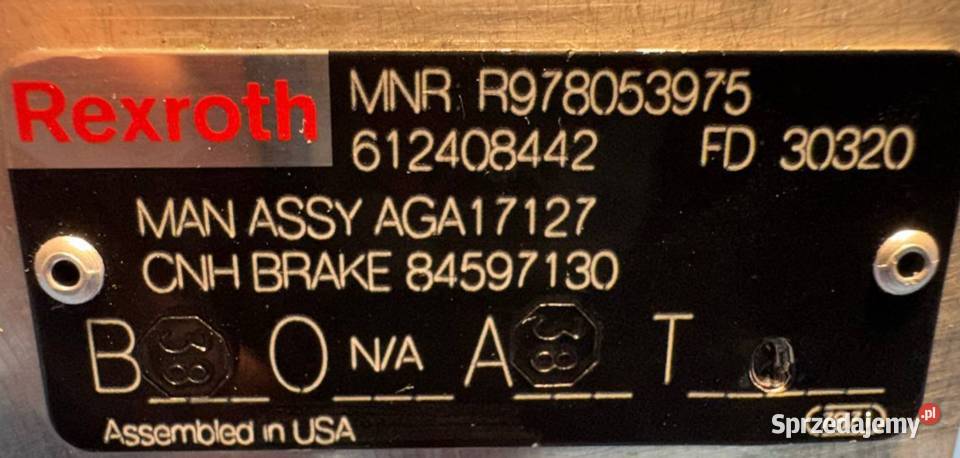 Rexroth
MNR R978053975
612408442 FD 30320
MAN ASSY AGA17127
CNH BRAKE 84597130
B 38 O N/A A 38 T
Assembled in USA
Sprzedajemy.pl